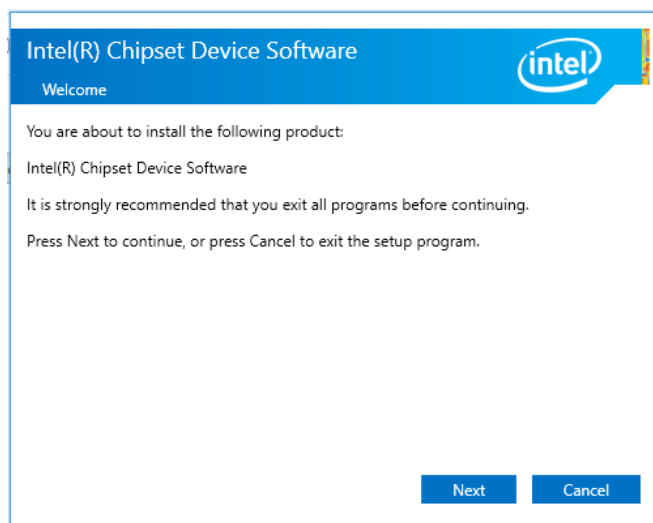 Intel(R) Chipset Device Software
intel
Welcome
You are about to install the following product:
Intel(R) Chipset Device Software
It is strongly recommended that you exit all programs before continuing.
Press Next to continue, or press Cancel to exit the setup program.
Next
Cancel